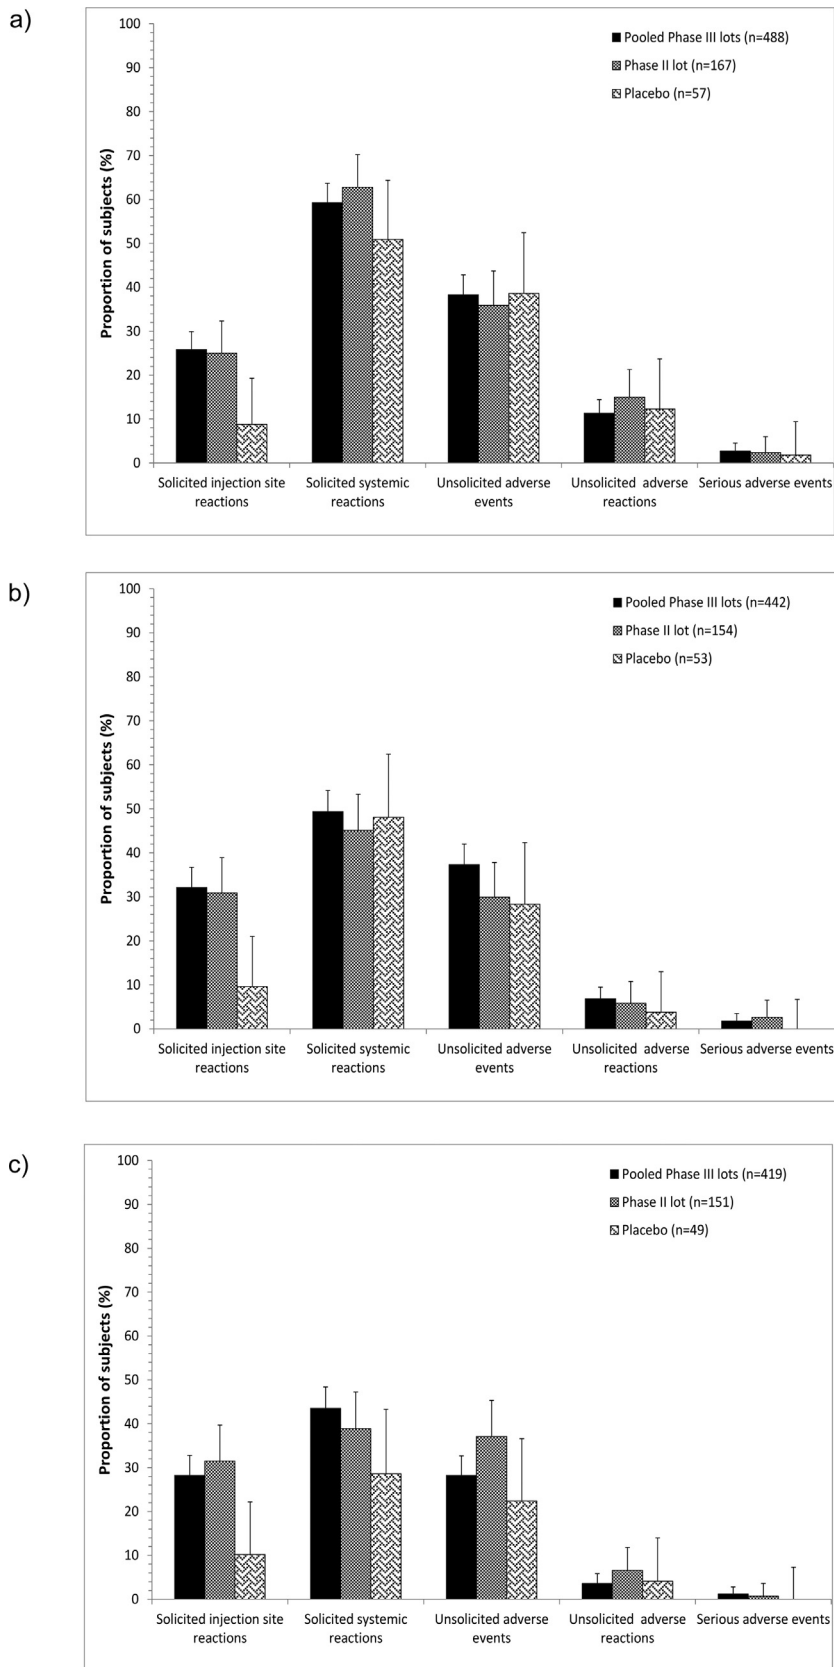 a)
100
90
80
70
60
50
40
30
20
10
0
Proportion of subjects (%)
Pooled Phase III lots (n=488)
Phase II lot (n=167)
Placebo (n=57)
Solicited injection site reactions
Solicited systemic reactions
Unsolicited adverse events
Unsolicited adverse reactions
Serious adverse events
b)
100
90
80
70
60
50
40
30
20
10
0
Proportion of subjects (%)
Pooled Phase III lots (n=442)
Phase II lot (n=154)
Placebo (n=53)
Solicited injection site reactions
Solicited systemic reactions
Unsolicited adverse events
Unsolicited adverse reactions
Serious adverse events
c)
100
90
80
70
60
50
40
30
20
10
0
Proportion of subjects (%)
Pooled Phase III lots (n=419)
Phase II lot (n=151)
Placebo (n=49)
Solicited injection site reactions
Solicited systemic reactions
Unsolicited adverse events
Unsolicited adverse reactions
Serious adverse events